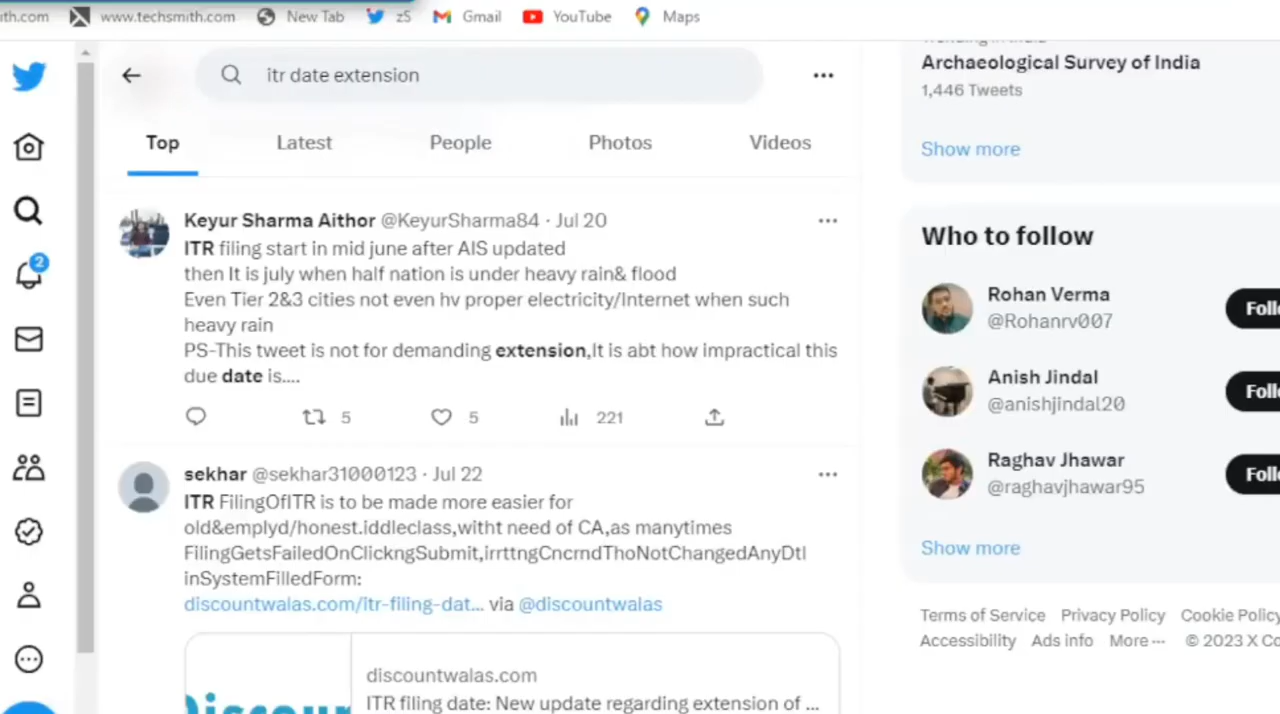 ith.com www.techsmith.com New Tab z5 Gmail YouTube Maps
itr date extension
Top Latest People Photos Videos
Keyur Sharma Aithor @KeyurSharma84 · Jul 20
ITR filing start in mid june after AIS updated
then It is july when half nation is under heavy rain& flood
Even Tier 2&3 cities not even hv proper electricity/Internet when such
heavy rain
PS-This tweet is not for demanding extension,It is abt how impractical this
due date is....
5 5 221
sekhar @sekhar31000123 · Jul 22
ITR FilingOfITR is to be made more easier for
old&emplyd/honest.iddleclass,witht need of CA,as manytimes
FilingGetsFailedOnClickngSubmit,irrttngCncrndThoNotChangedAnyDtl
inSystemFilledForm:
discountwalas.com/itr-filing-dat... via @discountwalas
discountwalas.com
ITR filing date: New update regarding extension of ...
2
Archaeological Survey of India
1,446 Tweets
Show more
Who to follow
Rohan Verma
@Rohanrv007
Follo
Anish Jindal
@anishjindal20
Follo
Raghav Jhawar
@raghavjhawar95
Follo
Show more
Terms of Service Privacy Policy Cookie Policy
Accessibility Ads info More ··· © 2023 X Co